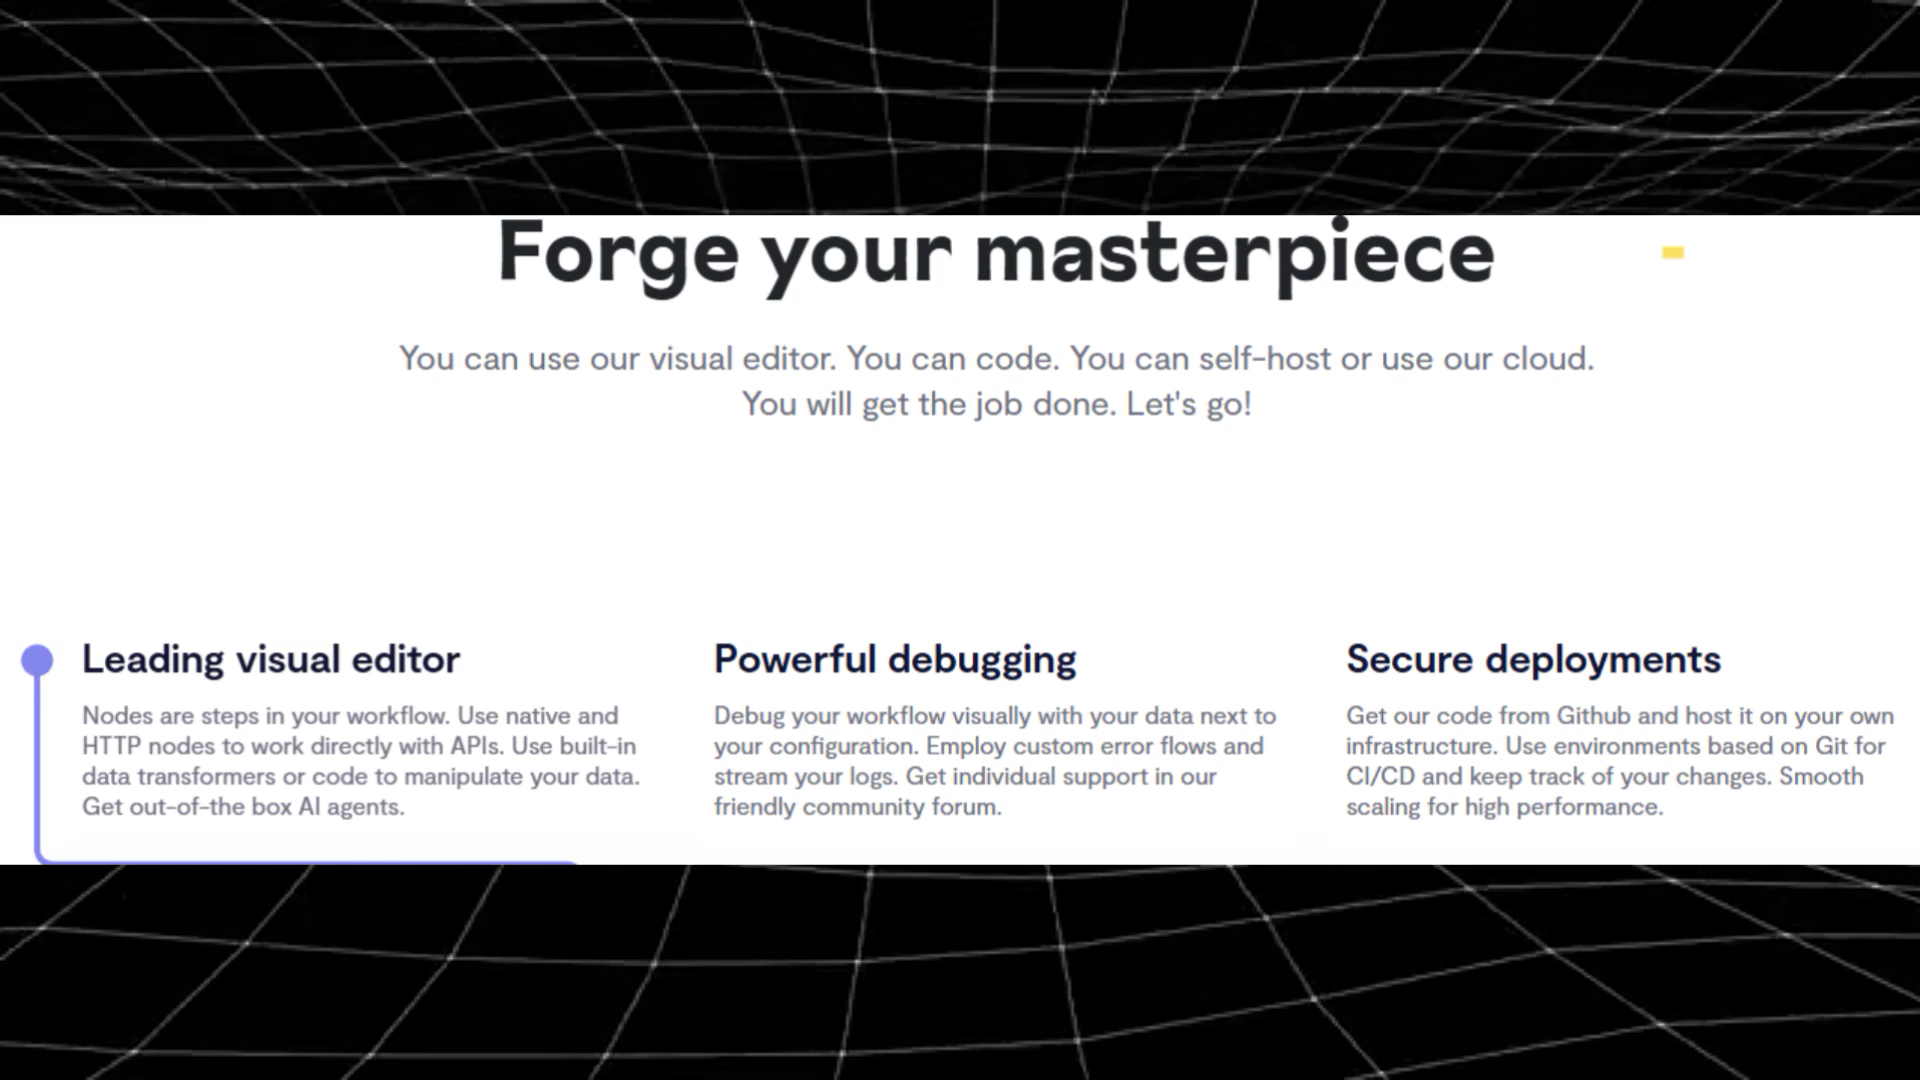 Forge your masterpiece
You can use our visual editor. You can code. You can self-host or use our cloud.
You will get the job done. Let's go!
Leading visual editor
Nodes are steps in your workflow. Use native and
HTTP nodes to work directly with APIs. Use built-in
data transformers or code to manipulate your data.
Get out-of-the box AI agents.
Powerful debugging
Debug your workflow visually with your data next to
your configuration. Employ custom error flows and
stream your logs. Get individual support in our
friendly community forum.
Secure deployments
Get our code from Github and host it on your own
infrastructure. Use environments based on Git for
CI/CD and keep track of your changes. Smooth
scaling for high performance.